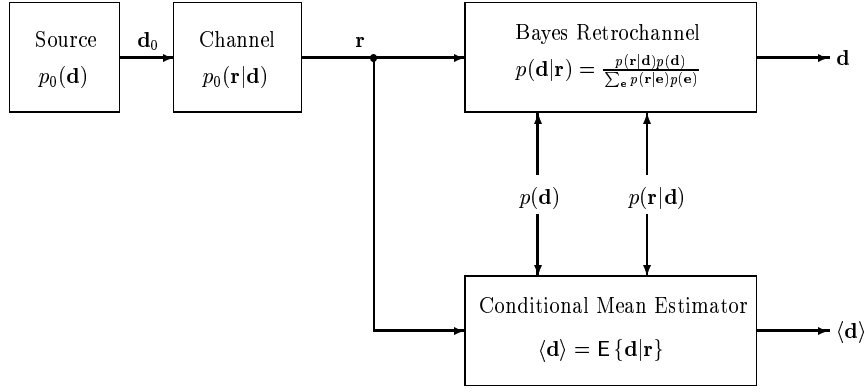 Source
p₀(d)
d₀
Channel
p₀(r|d)
r
Bayes Retrochannel
p(d|r) = p(r|d)p(d) / ∑ₑ p(r|e)p(e)
d
p(d)
p(r|d)
Conditional Mean Estimator
⟨d⟩ = E {d|r}
⟨d⟩